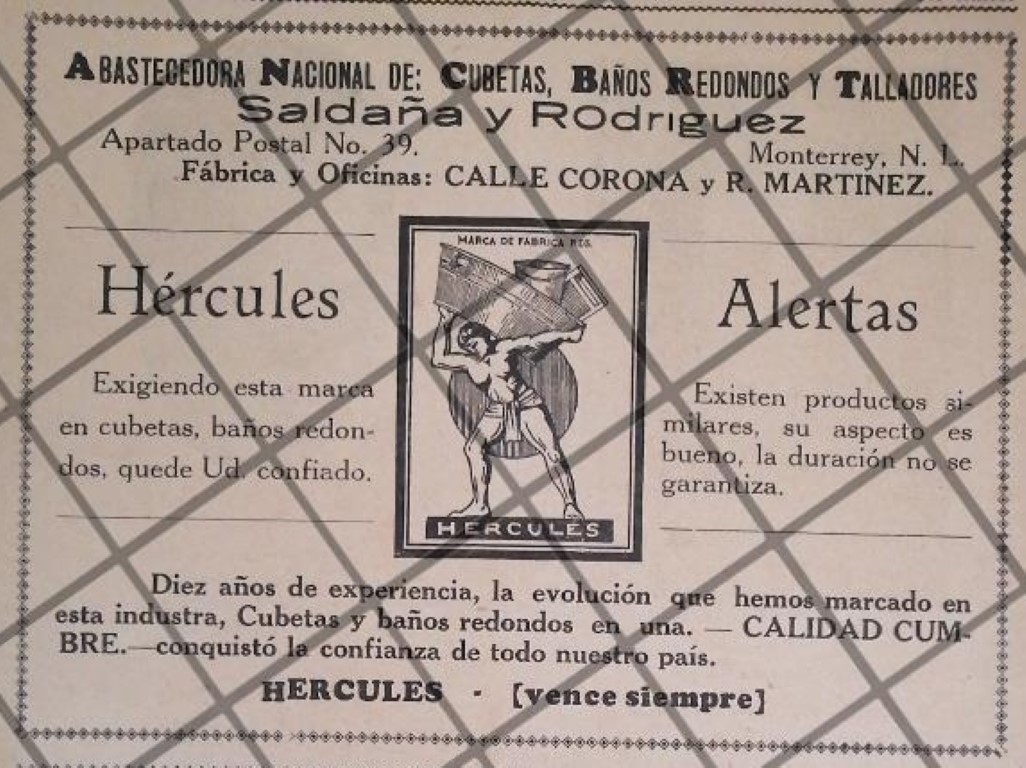 ABASTECEDORA NACIONAL DE: CUBETAS, BAÑOS REDONDOS Y TALLADORES
Saldaña y ROdriguez
Apartado Postal No. 39. Monterrey, N. L.
Fábrica y Oficinas: CALLE CORONA y R. MARTINEZ.
Hércules
Exigiendo esta marca
en cubetas, baños redon-
dos, quede Ud. confiado.
MARCA DE FABRICA REG.
HERCULES
Alertas
Existen productos si-
milares, su aspecto es
bueno, la duración no se
garantiza.
Diez años de experiencia, la evolución que hemos marcado en
esta industra, Cubetas y baños redondos en una. — CALIDAD CUM-
BRE.—conquistó la confianza de todo nuestro país.
HERCULES - [vence siempre]